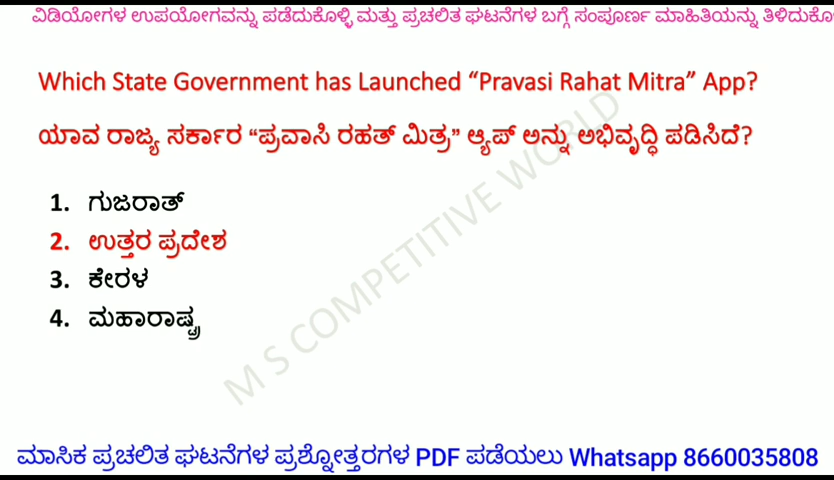 ವಿಡಿಯೋಗಳ ಉಪಯೋಗವನ್ನು ಪಡೆದುಕೊಳ್ಳಿ ಮತ್ತು ಪ್ರಚಲಿತ ಘಟನೆಗಳ ಬಗ್ಗೆ ಸಂಪೂರ್ಣ ಮಾಹಿತಿಯನ್ನು ತಿಳಿದುಕೊ
Which State Government has Launched “Pravasi Rahat Mitra” App?
ಯಾವ ರಾಜ್ಯ ಸರ್ಕಾರ “ಪ್ರವಾಸಿ ರಹತ್ ಮಿತ್ರ” ಆ್ಯಪ್ ಅನ್ನು ಅಭಿವೃದ್ಧಿ ಪಡಿಸಿದೆ?
1. ಗುಜರಾತ್
2. ಉತ್ತರ ಪ್ರದೇಶ
3. ಕೇರಳ
4. ಮಹಾರಾಷ್ಟ್ರ
M S COMPETITIVE WORLD
ಮಾಸಿಕ ಪ್ರಚಲಿತ ಘಟನೆಗಳ ಪ್ರಶ್ನೋತ್ತರಗಳ PDF ಪಡೆಯಲು Whatsapp 8660035808